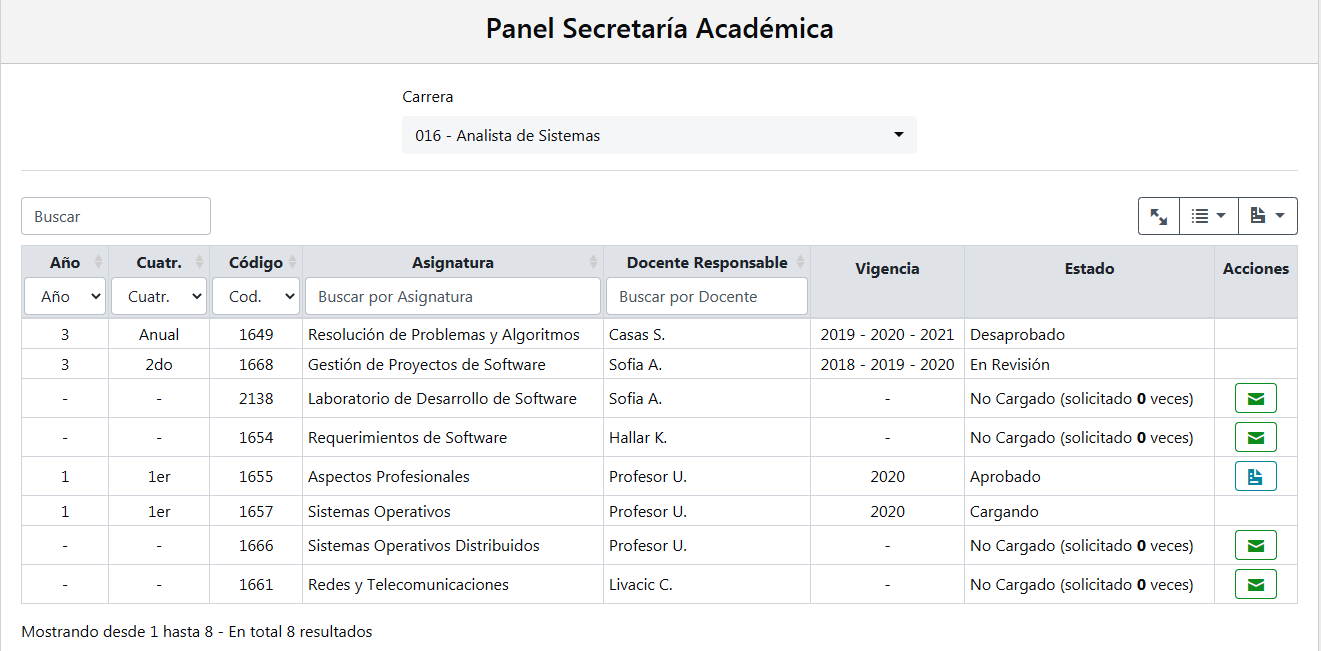 Panel Secretaría Académica
Carrera
016 - Analista de Sistemas
Buscar
Año Cuatr. Código Asignatura Docente Responsable Vigencia Estado Acciones
Año Cuatr. Cod. Buscar por Asignatura Buscar por Docente
3 Anual 1649 Resolución de Problemas y Algoritmos Casas S. 2019 - 2020 - 2021 Desaprobado
3 2do 1668 Gestión de Proyectos de Software Sofia A. 2018 - 2019 - 2020 En Revisión
- - 2138 Laboratorio de Desarrollo de Software Sofia A. - No Cargado (solicitado 0 veces)
- - 1654 Requerimientos de Software Hallar K. - No Cargado (solicitado 0 veces)
1 1er 1655 Aspectos Profesionales Profesor U. 2020 Aprobado
1 1er 1657 Sistemas Operativos Profesor U. 2020 Cargando
- - 1666 Sistemas Operativos Distribuidos Profesor U. - No Cargado (solicitado 0 veces)
- - 1661 Redes y Telecomunicaciones Livacic C. - No Cargado (solicitado 0 veces)
Mostrando desde 1 hasta 8 - En total 8 resultados